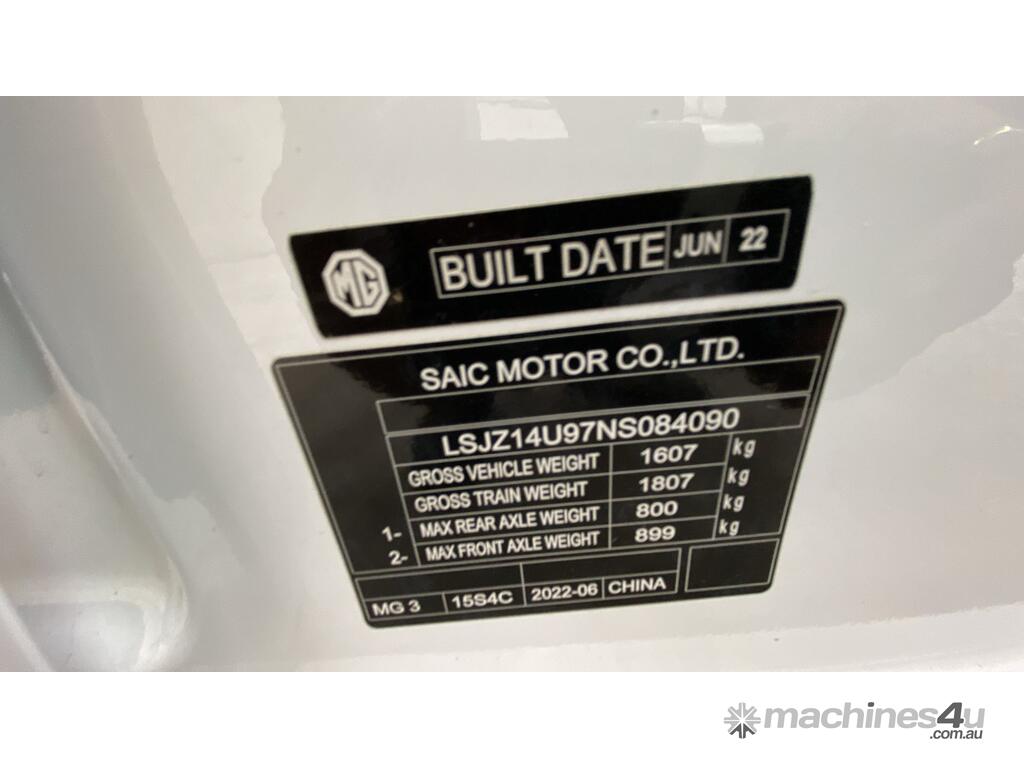 MG BUILT DATE JUN 22
SAIC MOTOR CO.,LTD.
LSJZ14U97NS084090
GROSS VEHICLE WEIGHT 1607 kg
GROSS TRAIN WEIGHT 1807 kg
1- MAX REAR AXLE WEIGHT 800 kg
2- MAX FRONT AXLE WEIGHT 899 kg
MG 3 15S4C 2022-06 CHINA
machines4u
.com.au